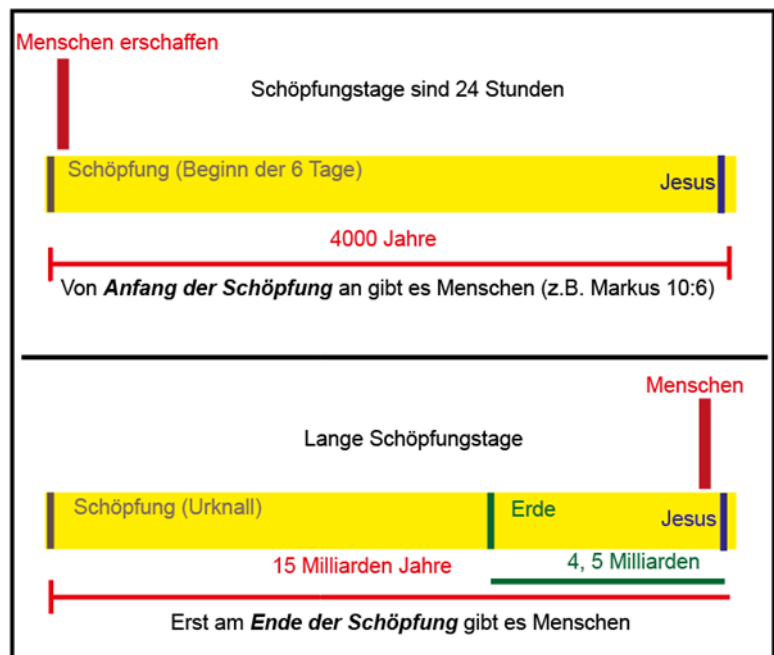 Menschen erschaffen
Schöpfungstage sind 24 Stunden
Schöpfung (Beginn der 6 Tage)
Jesus
4000 Jahre
Von Anfang der Schöpfung an gibt es Menschen (z.B. Markus 10:6)
Menschen
Lange Schöpfungstage
Schöpfung (Urknall)
Erde
Jesus
15 Milliarden Jahre
4, 5 Milliarden
Erst am Ende der Schöpfung gibt es Menschen